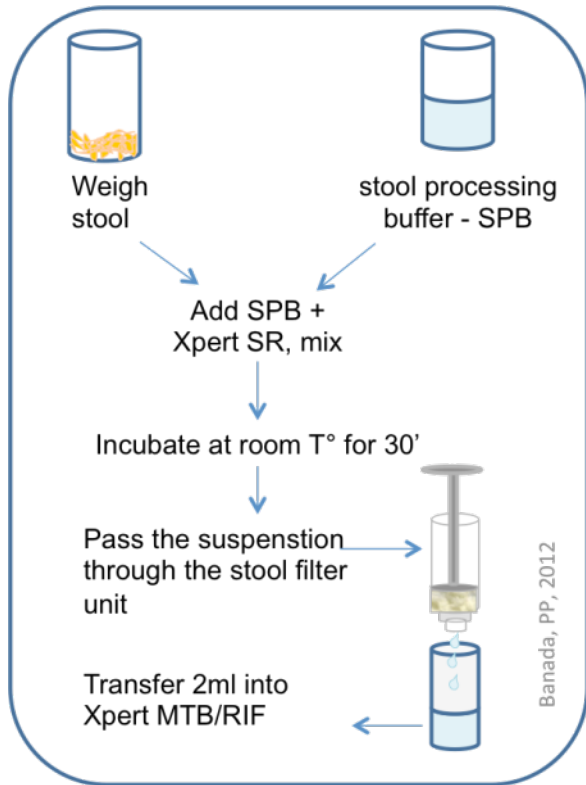 Weigh
stool
stool processing
buffer - SPB
Add SPB +
Xpert SR, mix
Incubate at room T° for 30’
Pass the suspenstion
through the stool filter
unit
Banada, PP, 2012
Transfer 2ml into
Xpert MTB/RIF